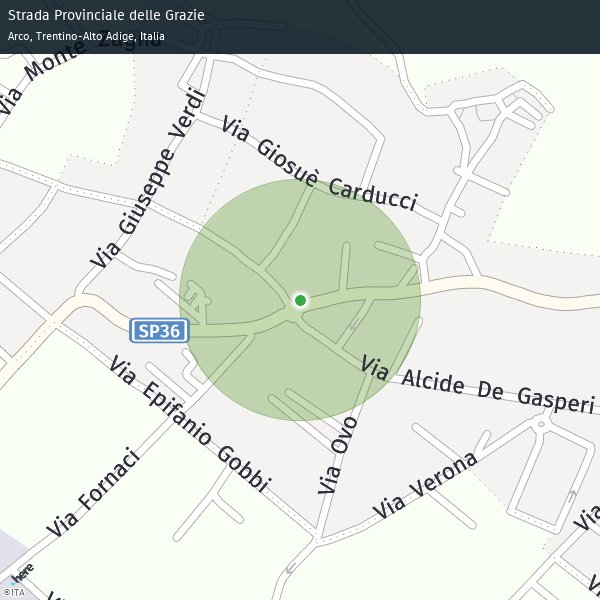 Strada Provinciale delle Grazie
Arco, Trentino-Alto Adige, Italia
Via Monte Zugna
Via Giuseppe Verdi
Via Giosuè Carducci
SP36
Via Alcide De Gasperi
Via Epifanio Gobbi
Via Ovo
Via Fornaci
Via Verona
Via
here
©ITA